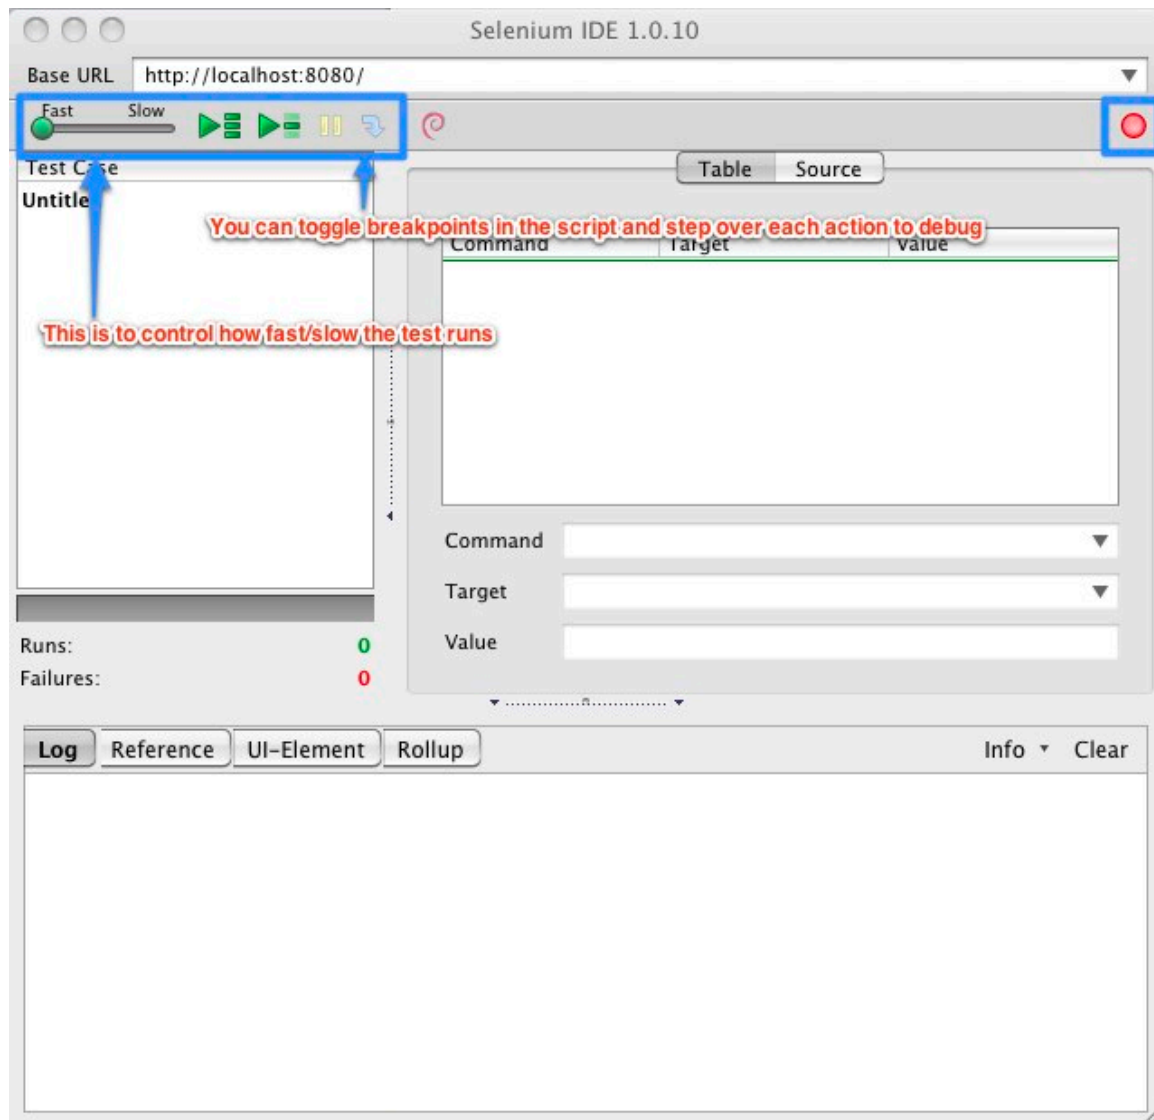 Selenium IDE 1.0.10
Base URL http://localhost:8080/
Fast Slow
Test Case
Table Source
Untitle
You can toggle breakpoints in the script and step over each action to debug
Command Target Value
This is to control how fast/slow the test runs
Command
Target
Runs: 0
Value
Failures: 0
Log Reference UI-Element Rollup Info Clear